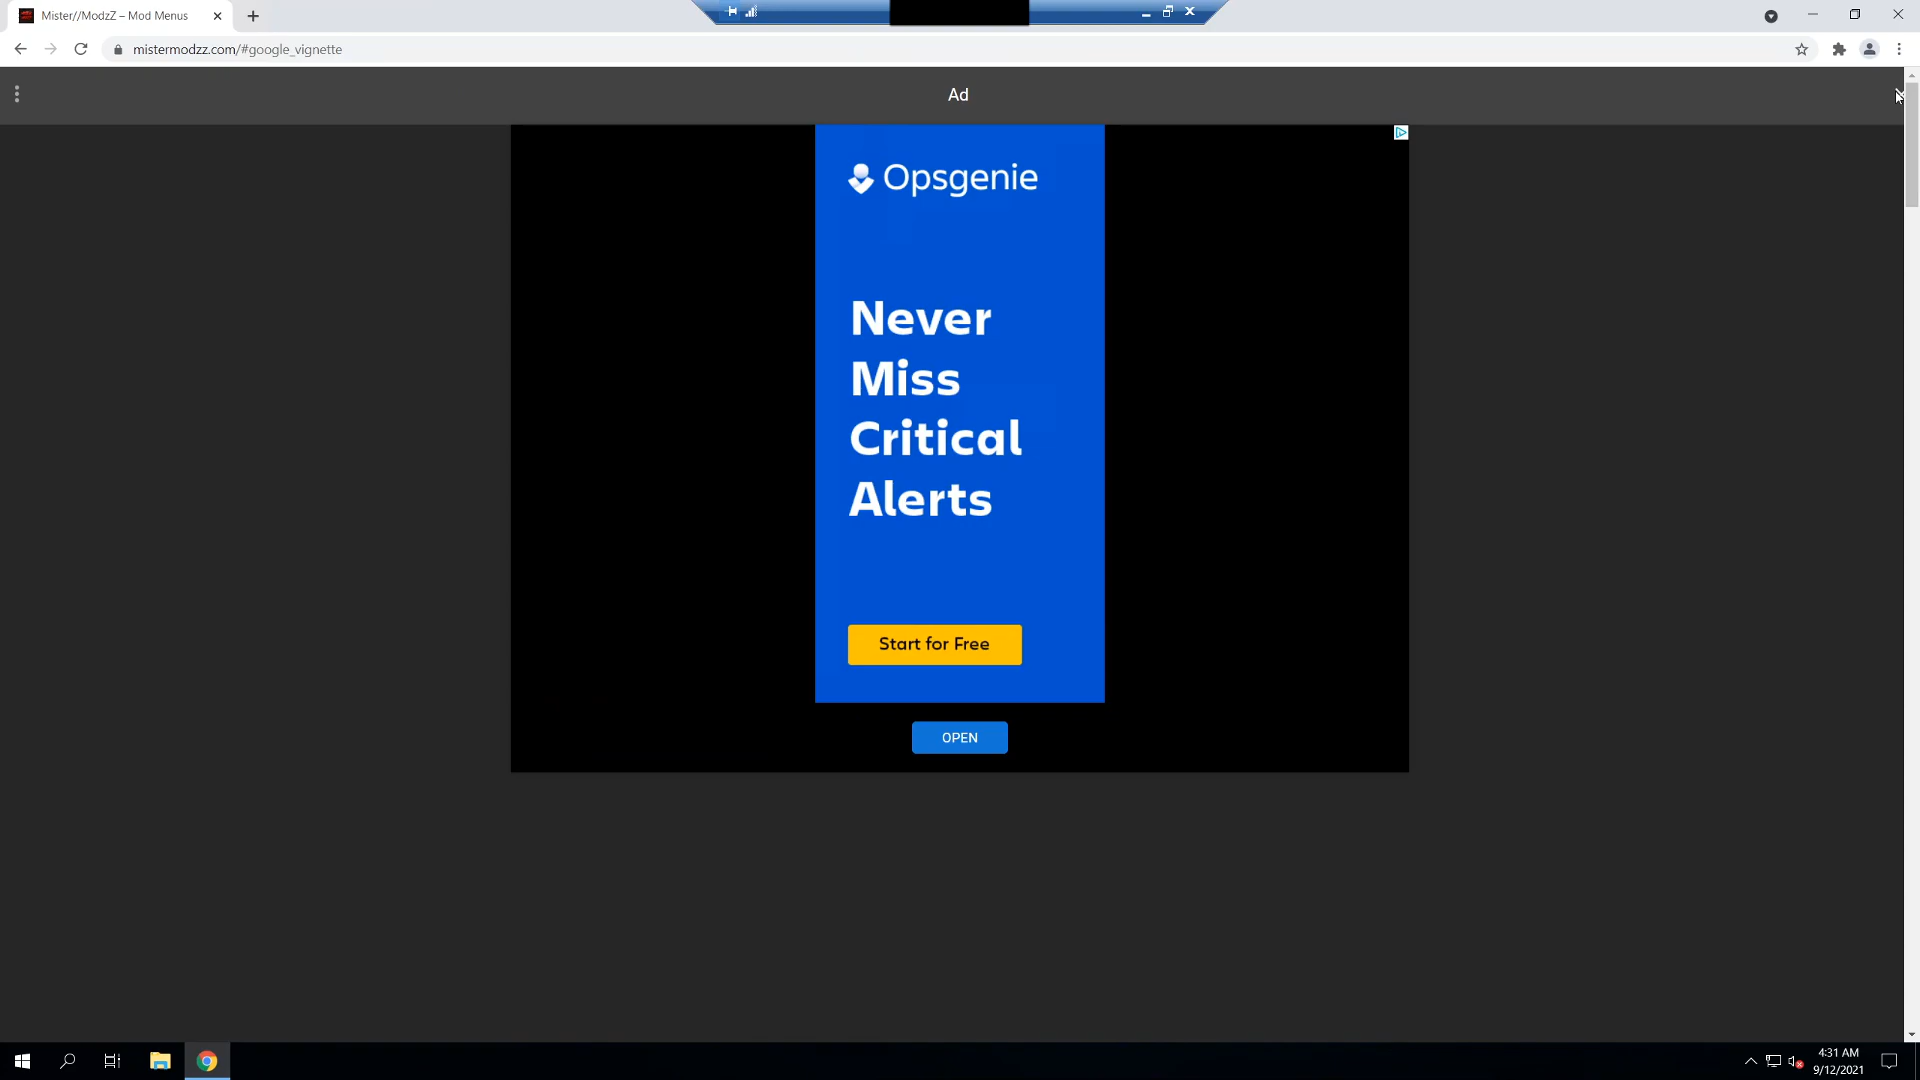 Mister//ModzZ – Mod Menus
mistermodzz.com/#google_vignette
Ad
Opsgenie
Never
Miss
Critical
Alerts
Start for Free
OPEN
4:31 AM
9/12/2021